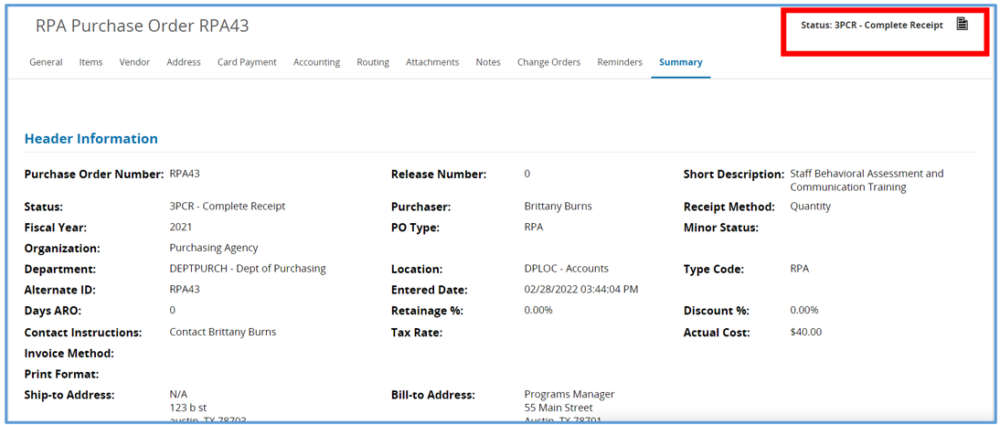 RPA Purchase Order RPA43
Status: 3PCR - Complete Receipt
General Items Vendor Address Card Payment Accounting Routing Attachments Notes Change Orders Reminders Summary
Header Information
Purchase Order Number: RPA43 Release Number: 0 Short Description: Staff Behavioral Assessment and
Communication Training
Status: 3PCR - Complete Receipt Purchaser: Brittany Burns Receipt Method: Quantity
Fiscal Year: 2021 PO Type: RPA Minor Status:
Organization: Purchasing Agency
Department: DEPTPURCH - Dept of Purchasing Location: DPLOC - Accounts Type Code: RPA
Alternate ID: RPA43 Entered Date: 02/28/2022 03:44:04 PM
Days ARO: 0 Retainage %: 0.00% Discount %: 0.00%
Contact Instructions: Contact Brittany Burns Tax Rate: Actual Cost: $40.00
Invoice Method:
Print Format:
Ship-to Address: N/A Bill-to Address: Programs Manager
123 b st 55 Main Street
austin, TX 78703 Austin, TX 78701